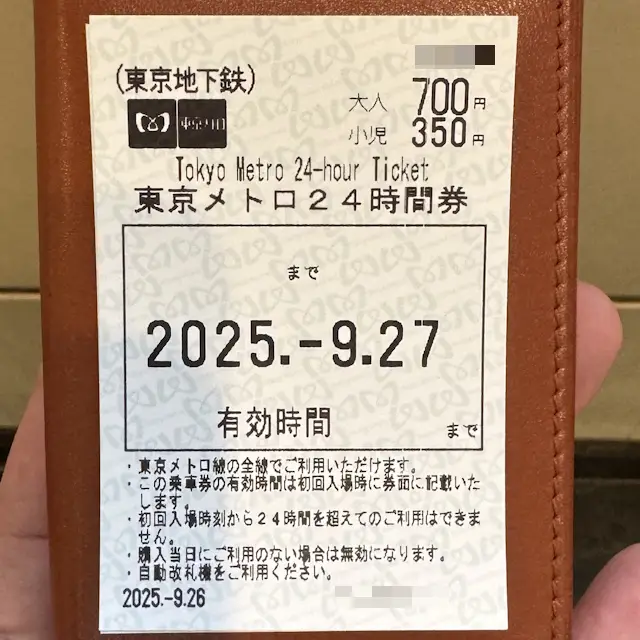 (東京地下鉄)
大人 700円
小児 350円
東京メトロ
Tokyo Metro 24-hour Ticket
東京メトロ24時間券
まで
2025.-9.27
有効時間 まで
・東京メトロ線の全線でご利用いただけます。
・この乗車券の有効時間は初回入場時に券面に記載いた
します。
・初回入場時刻から24時間を超えてのご利用はできま
せん。
・購入当日にご利用のない場合は無効になります。
・自動改札機をご利用ください。
2025.-9.26